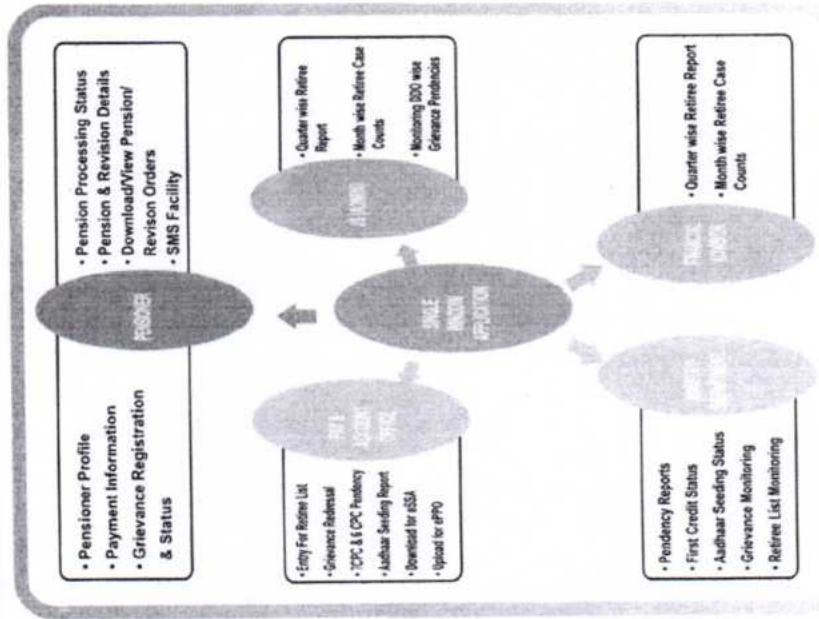 • Pensioner Profile
• Payment Information
• Grievance Registration
& Status
PENSIONER
• Pension Processing Status
• Pension & Revision Details
• Download/View Pension/
Revison Orders
• SMS Facility
• Entry For Retiree List
• Grievance Redressal
• 7CPC & 6 CPC Pendency
• Aadhaar Seeding Report
• Download for eSSA
• Upload for ePPO
PAY &
ACCOUNTS
OFFICE
SINGLE
WINDOW
APPLICATION
• Quarter wise Retiree
Report
• Month wise Retiree Case
Counts
• Monitoring DDO wise
Grievance Pendencies
• Pendency Reports
• First Credit Status
• Aadhaar Seeding Status
• Grievance Monitoring
• Retiree List Monitoring
FINANCIAL
• Quarter wise Retiree Report
• Month wise Retiree Case
Counts